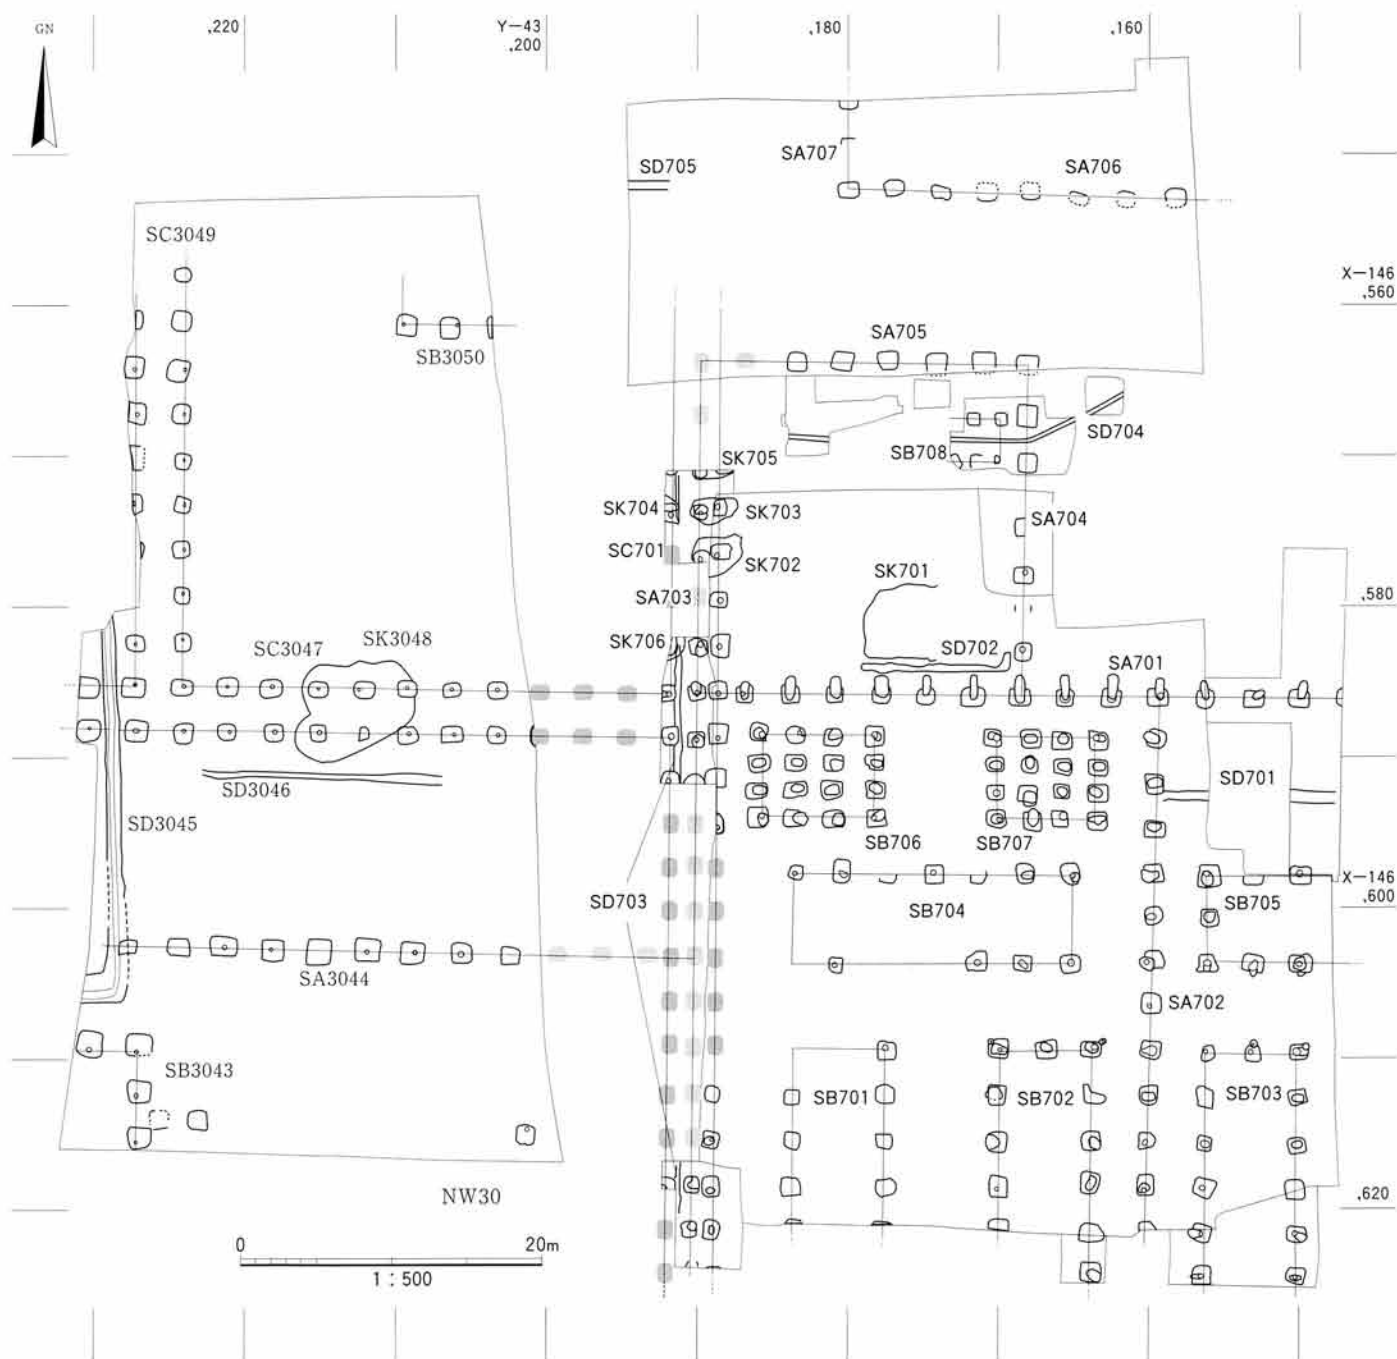 GN
,220
Y−43
,200
,180
,160
SD705
SA707
SA706
SC3049
X−146
,560
SA705
SB3050
SD704
SB708
SK705
SK704
SK703
SA704
SC701
SK702
SK701
,580
SA703
SK706
SD702
SC3047
SK3048
SA701
SD3046
SD701
SD3045
SB706
SB707
X−146
,600
SD703
SB704
SB705
SA3044
SA702
SB3043
SB701
SB702
SB703
NW30
,620
0
20m
1：500